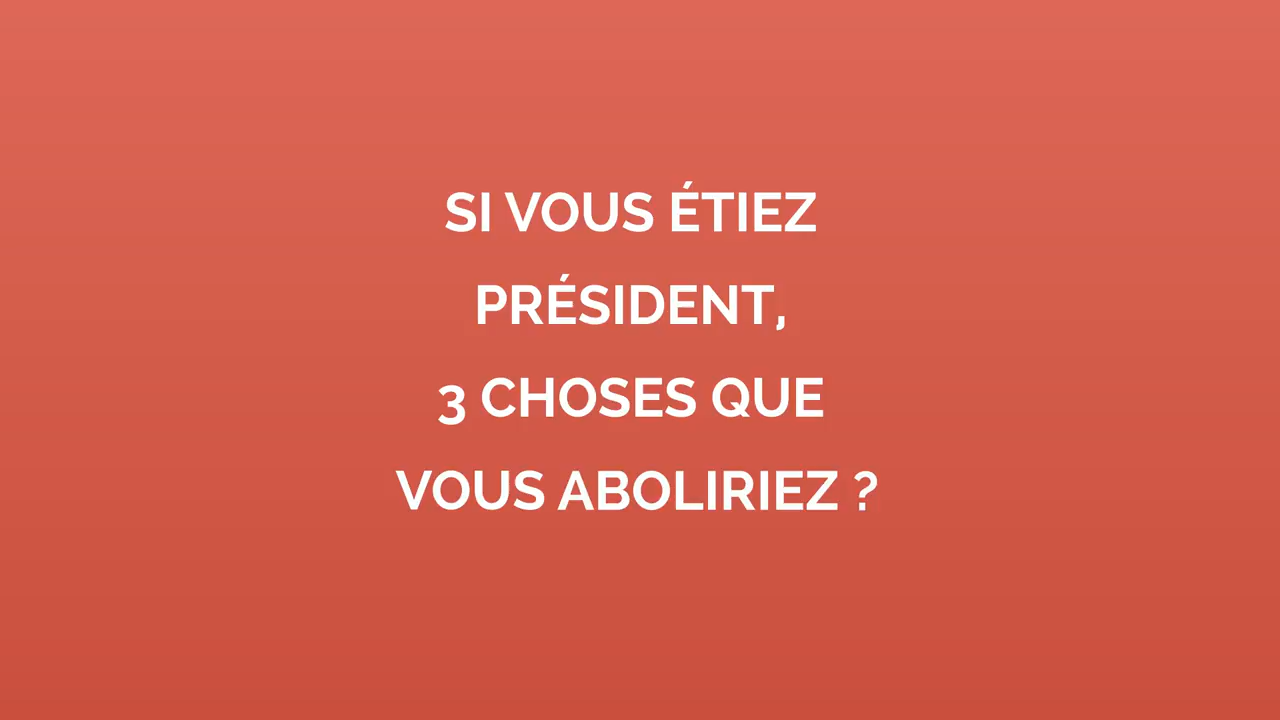 SI VOUS ÉTIEZ
PRÉSIDENT,
3 CHOSES QUE
VOUS ABOLIRIEZ ?